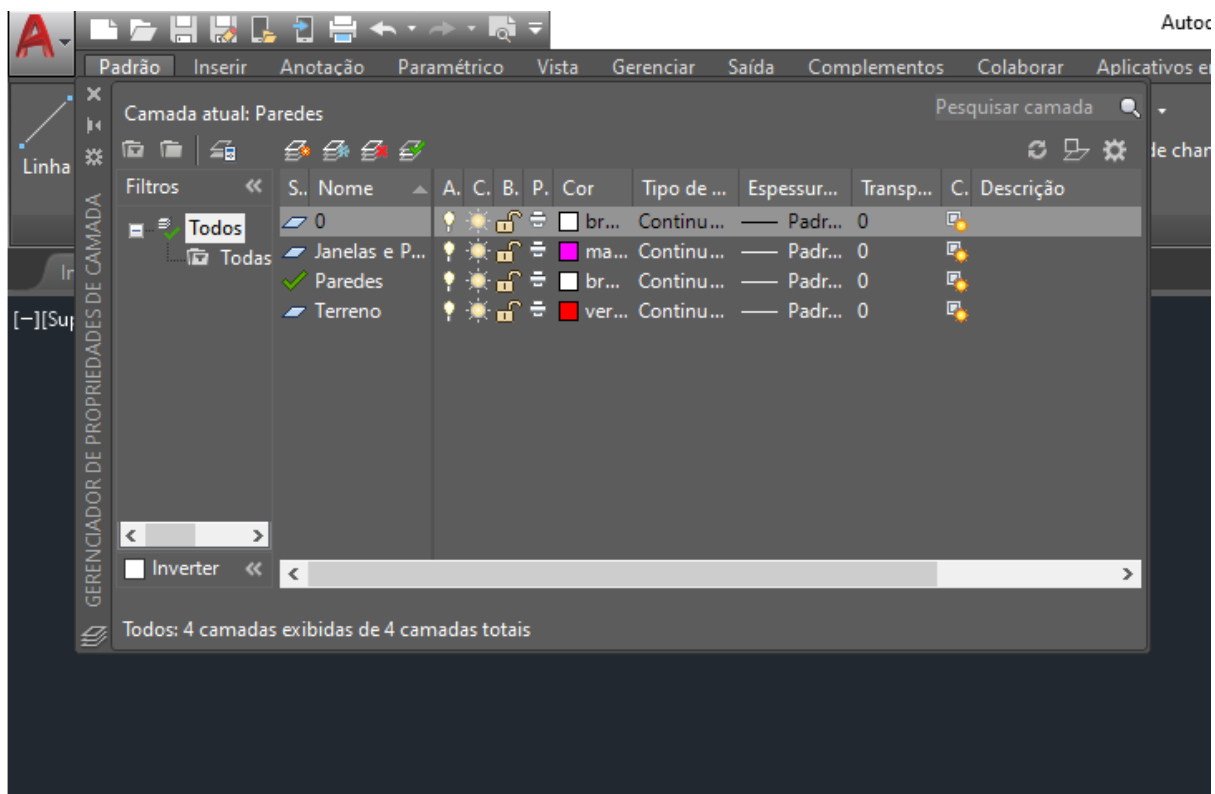 Autoc
Padrão Inserir Anotação Paramétrico Vista Gerenciar Saída Complementos Colaborar Aplicativos e
Camada atual: Paredes Pesquisar camada
Linha de char
Filtros S.. Nome A. C. B. P. Cor Tipo de ... Espessur... Transp... C. Descrição
Todos 0 br... Continu... Padr... 0
Todas Janelas e P... ma... Continu... Padr... 0
Paredes br... Continu... Padr... 0
[−][Sup Terreno ver... Continu... Padr... 0
GERENCIADOR DE PROPRIEDADES DE CAMADA
Inverter
Todos: 4 camadas exibidas de 4 camadas totais